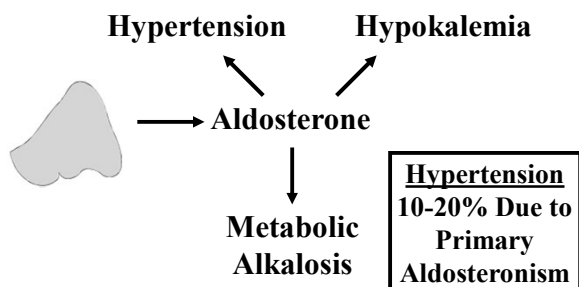 Hypertension
Hypokalemia
Aldosterone
Metabolic
Alkalosis
Hypertension
10-20% Due to
Primary
Aldosteronism